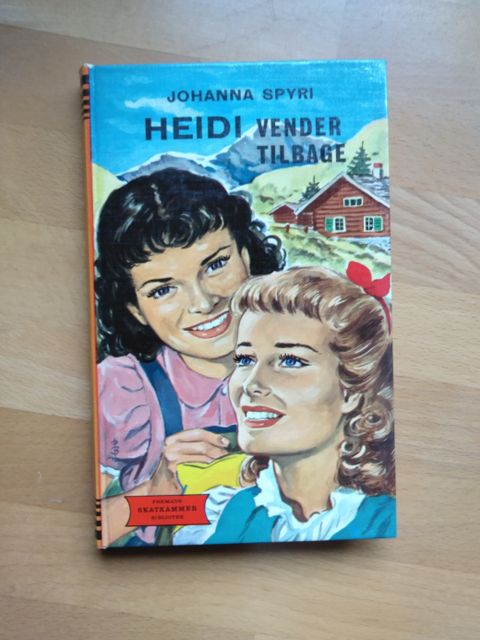 JOHANNA SPYRI
HEIDI VENDER
TILBAGE
FREMADS
SKATKAMMER
BIBLIOTEK